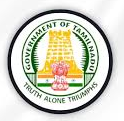 GOVERNMENT OF TAMIL NADU
TRUTH ALONE TRIUMPHS